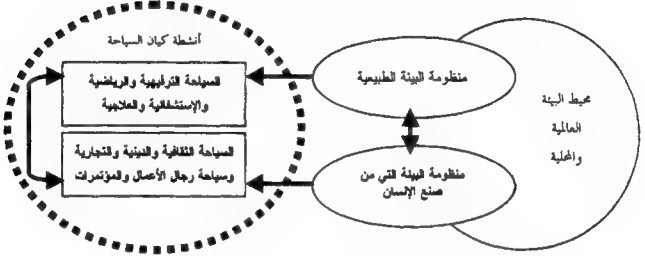 أنشطة كيان السياحة
السياحة الترفيهية والرياضية
والإستشفائية والعلاجية
السياحة الثقافية والدينية والتجارية
وسياحة رجال الأعمال والمؤتمرات
منظومة البيئة الطبيعية
منظومة البيئة التي من
صنع الإنسان
محيط البيئة
العالمية
والمحلية